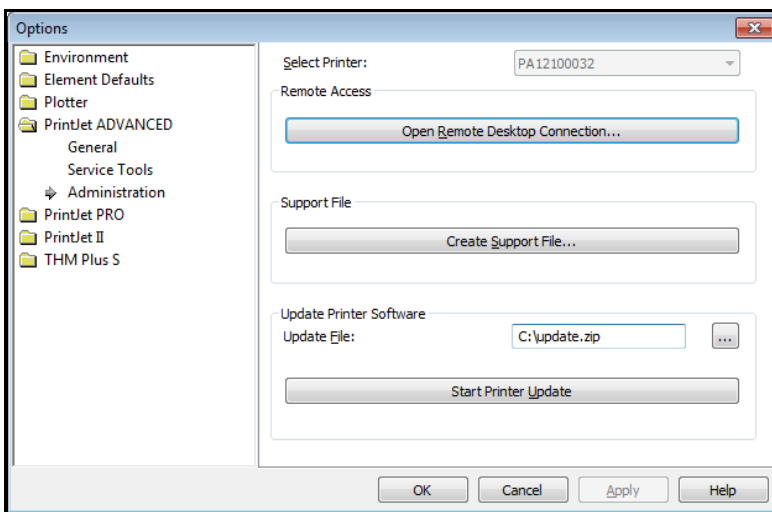 Options
Environment
Element Defaults
Plotter
PrintJet ADVANCED
General
Service Tools
Administration
PrintJet PRO
PrintJet II
THM Plus S
Select Printer: PA12100032
Remote Access
Open Remote Desktop Connection...
Support File
Create Support File...
Update Printer Software
Update File: C:\update.zip ...
Start Printer Update
OK Cancel Apply Help